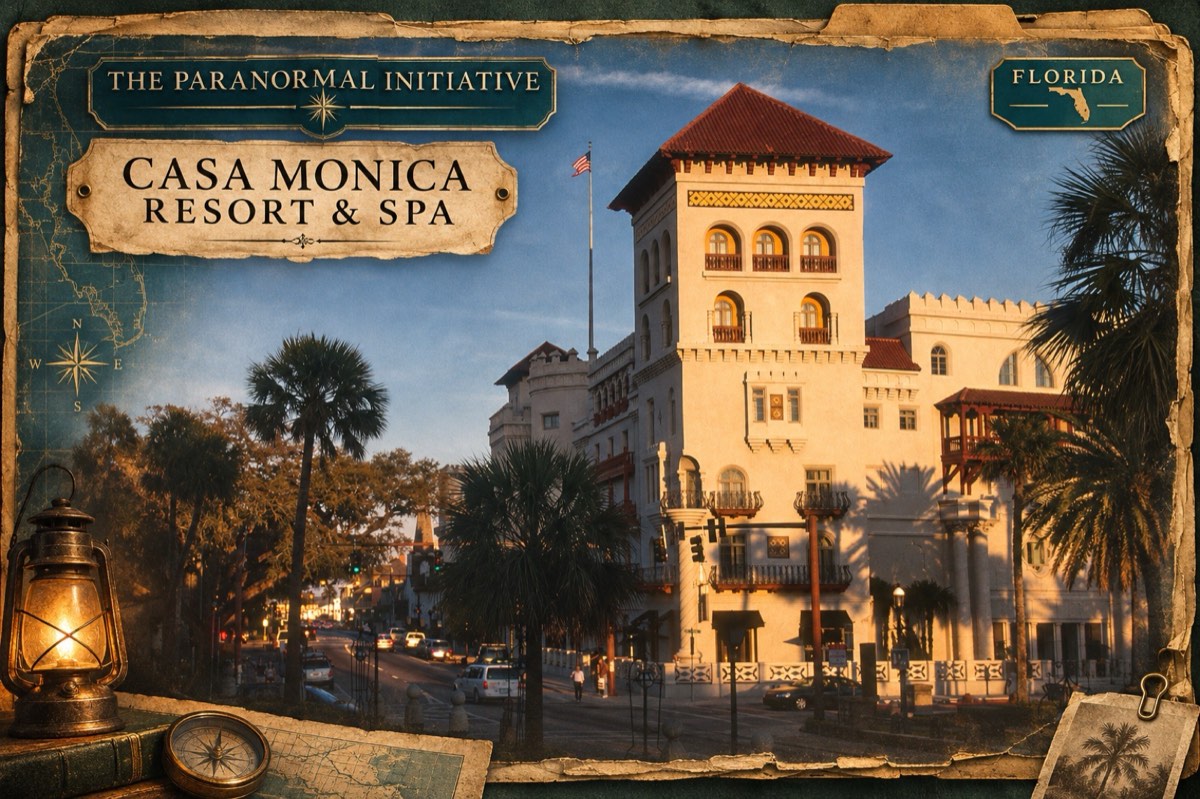 THE PARANORMAL INITIATIVE
FLORIDA
CASA MONICA
RESORT & SPA
N
W E
S